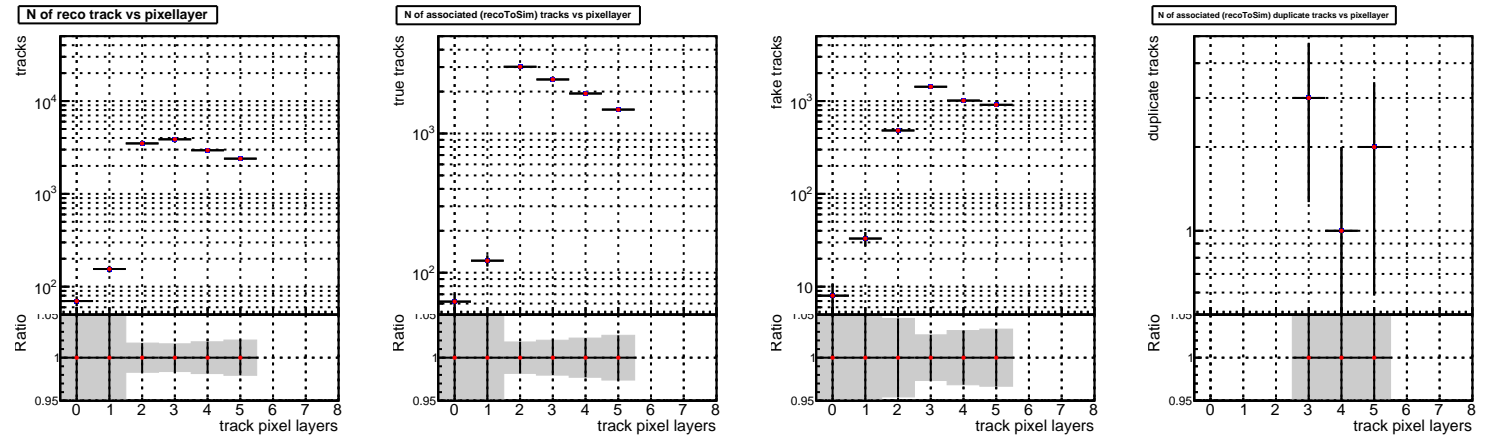 N of reco track vs pixellayer
tracks
10^4
10^3
10^2
Ratio
1.05
1
0.95
0 1 2 3 4 5 6 7 8
track pixel layers
N of associated (recoToSim) tracks vs pixellayer
true tracks
10^3
10^2
Ratio
1.05
1
0.95
0 1 2 3 4 5 6 7 8
track pixel layers
fake tracks
10^3
10^2
10
Ratio
1.05
1
0.95
0 1 2 3 4 5 6 7 8
track pixel layers
N of associated (recoToSim) duplicate tracks vs pixellayer
duplicate tracks
1
Ratio
1.05
1
0.95
0 1 2 3 4 5 6 7 8
track pixel layers